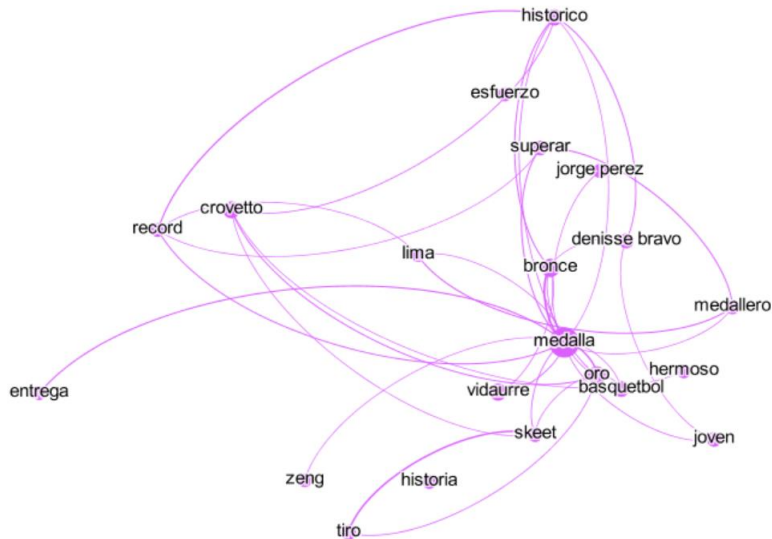 historico
esfuerzo
superar
jorge perez
crovetto
record
denisse bravo
lima
bronce
medallero
medalla
hermoso
oro
entrega
vidaurre
basquetbol
skeet
joven
zeng
historia
tiro